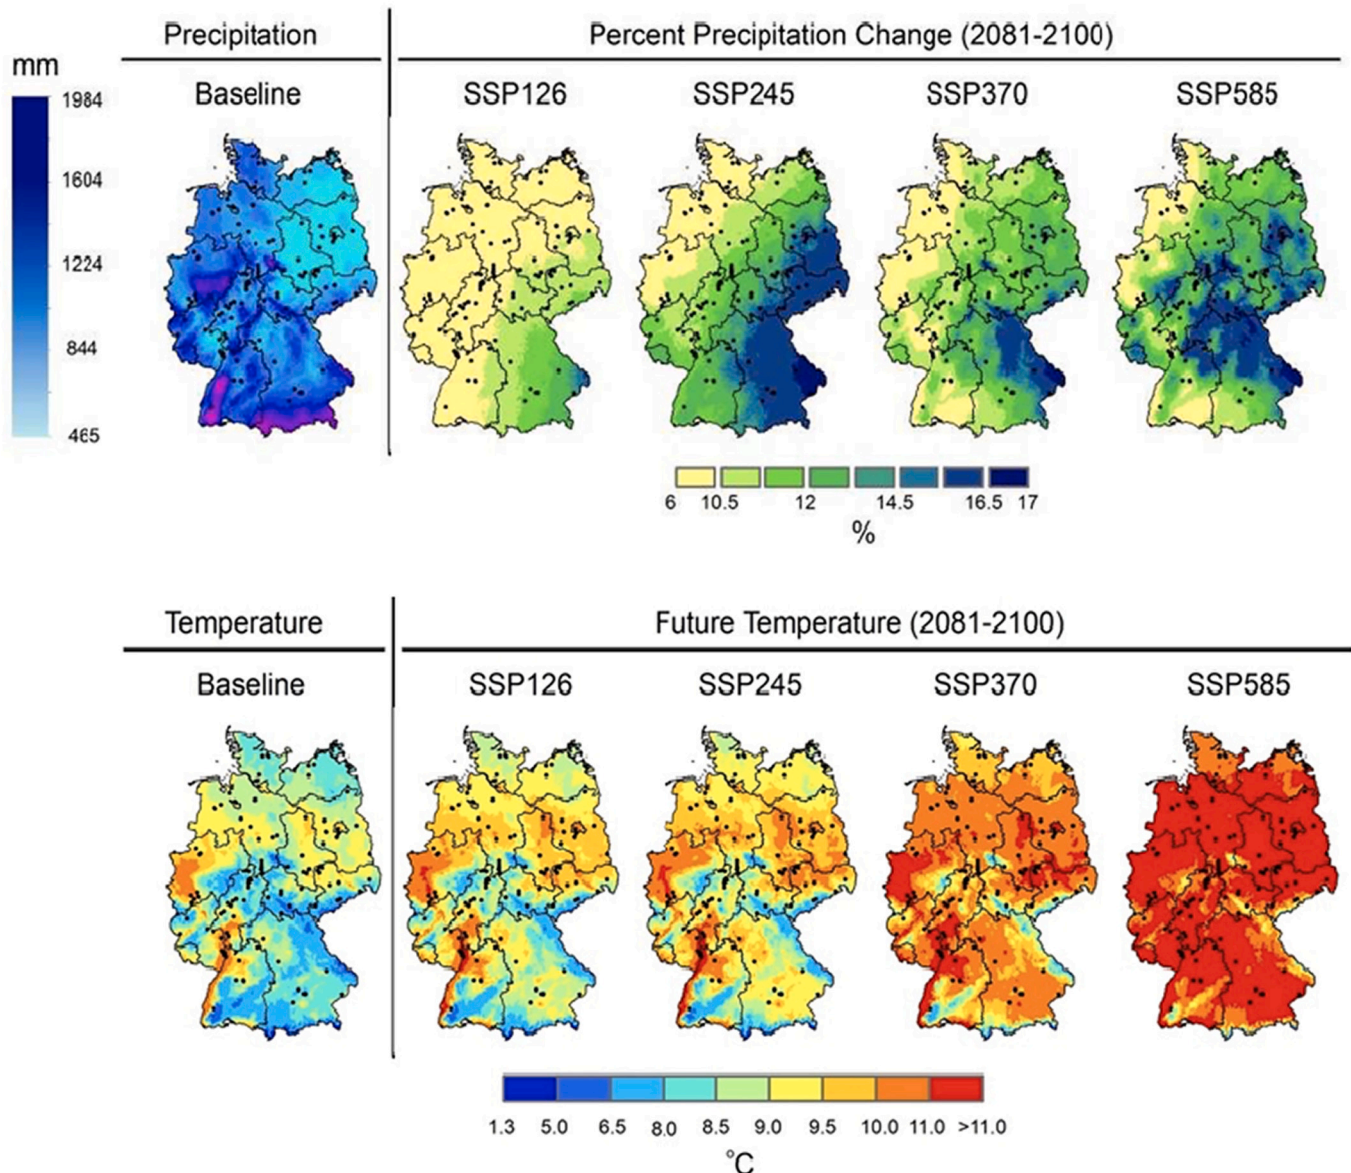 Precipitation
Percent Precipitation Change (2081-2100)
mm
Baseline
SSP126
SSP245
SSP370
SSP585
1984
1604
1224
844
465
6 10.5 12 14.5 16.5 17
%
Temperature
Future Temperature (2081-2100)
Baseline
SSP126
SSP245
SSP370
SSP585
1.3 5.0 6.5 8.0 8.5 9.0 9.5 10.0 11.0 >11.0
°C